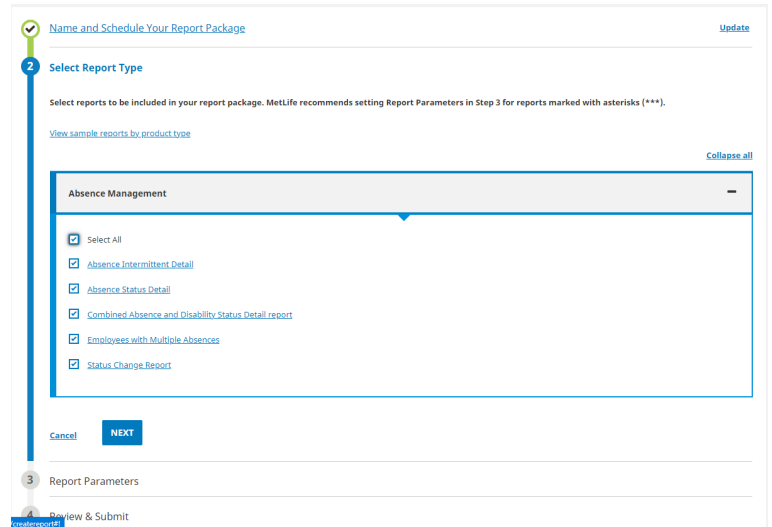 Name and Schedule Your Report Package
Update
2
Select Report Type
Select reports to be included in your report package. MetLife recommends setting Report Parameters in Step 3 for reports marked with asterisks (***).
View sample reports by product type
Collapse all
Absence Management
Select All
Absence Intermittent Detail
Absence Status Detail
Combined Absence and Disability Status Detail report
Employees with Multiple Absences
Status Change Report
Cancel
NEXT
3
Report Parameters
4
Review & Submit
/createreport#!